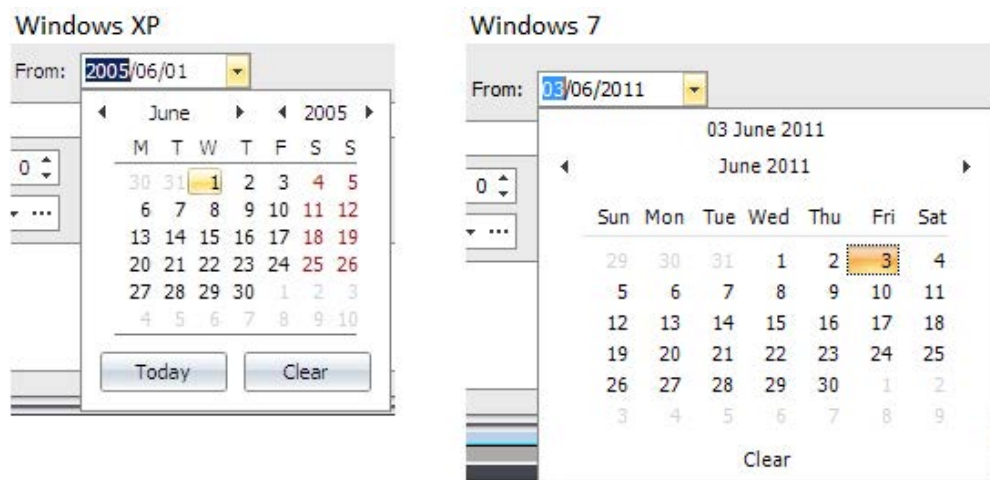 Windows XP
From: 2005/06/01
June 2005
M T W T F S S
30 31 1 2 3 4 5
6 7 8 9 10 11 12
13 14 15 16 17 18 19
20 21 22 23 24 25 26
27 28 29 30 1 2 3
4 5 6 7 8 9 10
Today Clear
0
...
Windows 7
From: 03/06/2011
03 June 2011
June 2011
Sun Mon Tue Wed Thu Fri Sat
29 30 31 1 2 3 4
5 6 7 8 9 10 11
12 13 14 15 16 17 18
19 20 21 22 23 24 25
26 27 28 29 30 1 2
3 4 5 6 7 8 9
Clear
0
...